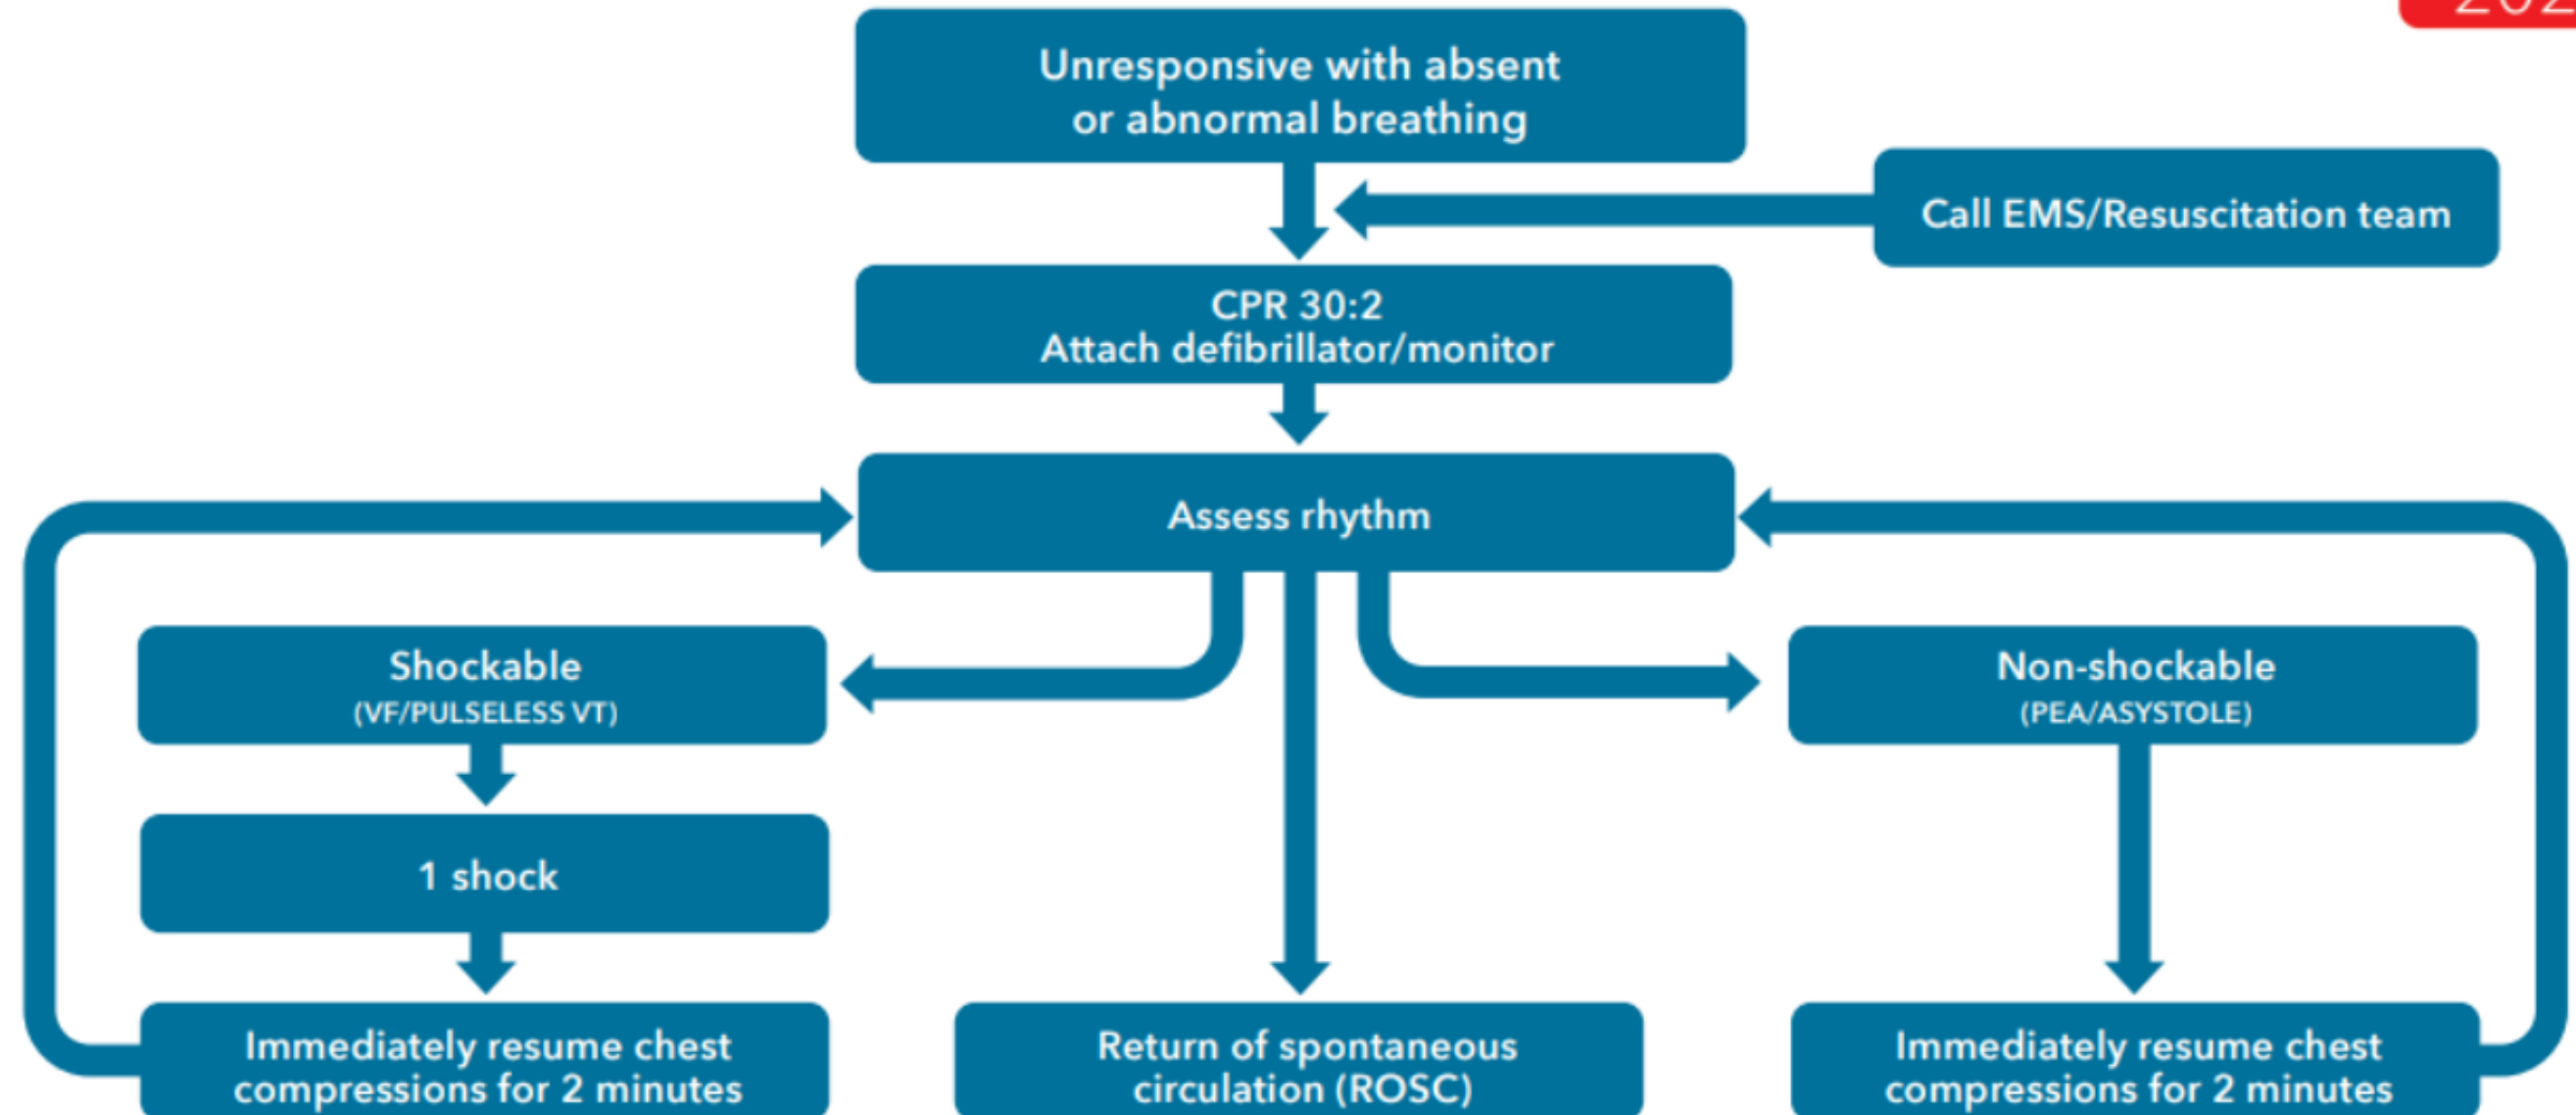 Unresponsive with absent
or abnormal breathing
Call EMS/Resuscitation team
CPR 30:2
Attach defibrillator/monitor
Assess rhythm
Shockable
(VF/PULSELESS VT)
Non-shockable
(PEA/ASYSTOLE)
1 shock
Immediately resume chest
compressions for 2 minutes
Return of spontaneous
circulation (ROSC)
Immediately resume chest
compressions for 2 minutes